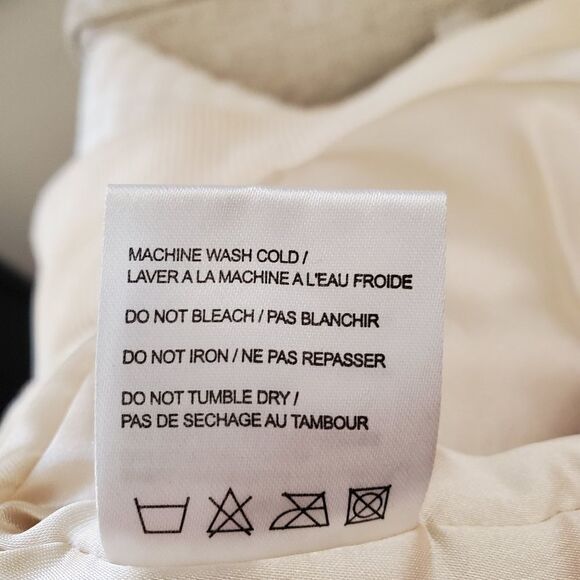 MACHINE WASH COLD /
LAVER A LA MACHINE A L'EAU FROIDE
DO NOT BLEACH / PAS BLANCHIR
DO NOT IRON / NE PAS REPASSER
DO NOT TUMBLE DRY /
PAS DE SECHAGE AU TAMBOUR